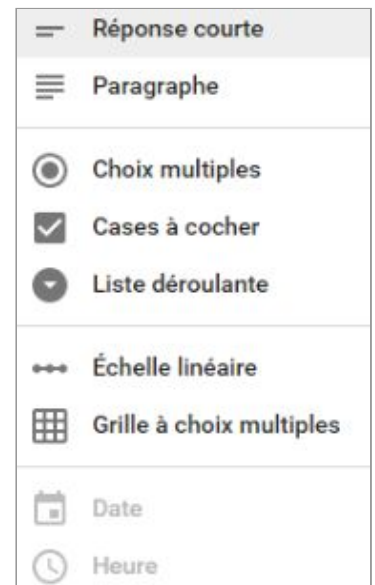 Réponse courte
Paragraphe
Choix multiples
Cases à cocher
Liste déroulante
Échelle linéaire
Grille à choix multiples
Date
Heure